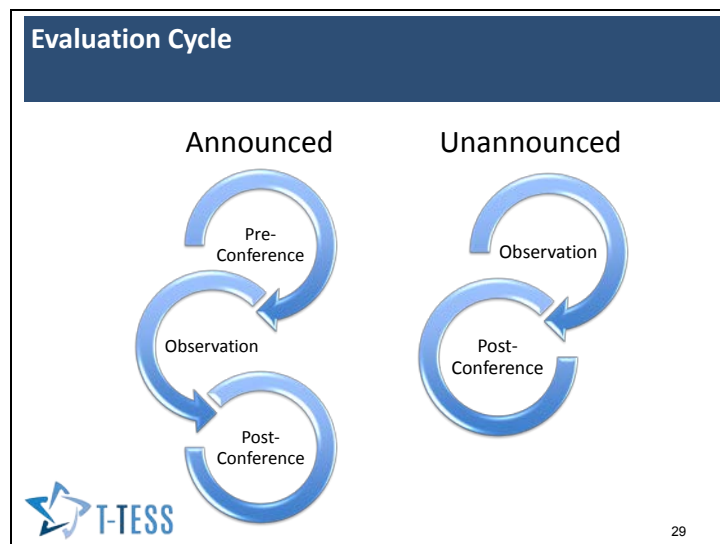 Evaluation Cycle
Announced
Pre-
Conference
Observation
Post-
Conference
Unannounced
Observation
Post-
Conference
T-TESS
29